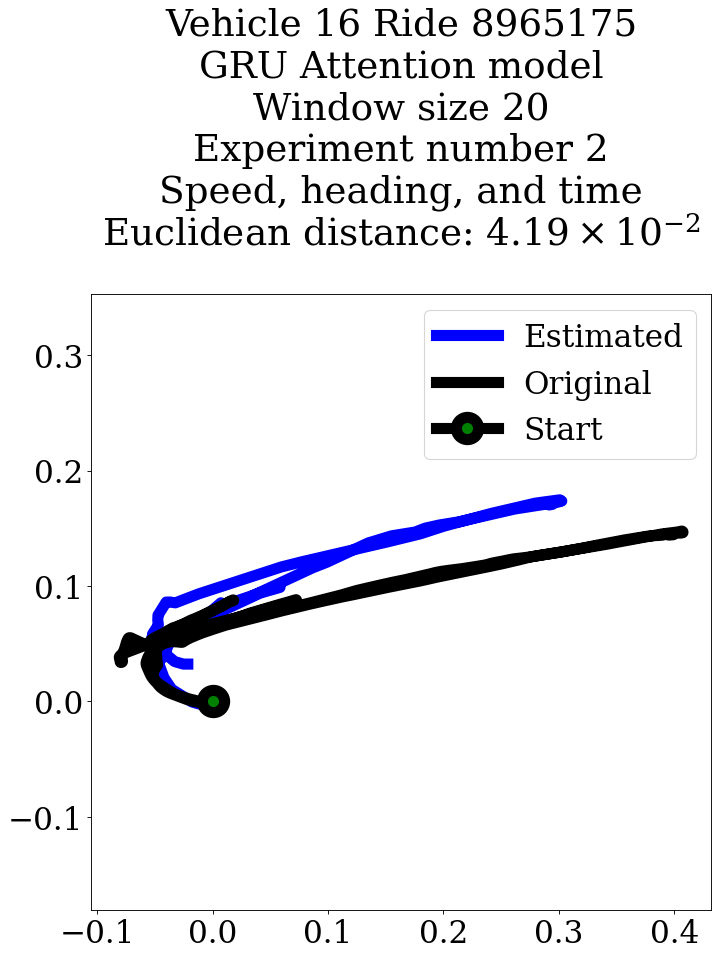 Vehicle 16 Ride 8965175
GRU Attention model
Window size 20
Experiment number 2
Speed, heading, and time
Euclidean distance: 4.19 × 10⁻²
Estimated
Original
Start
0.3
0.2
0.1
0.0
−0.1
−0.1 0.0 0.1 0.2 0.3 0.4